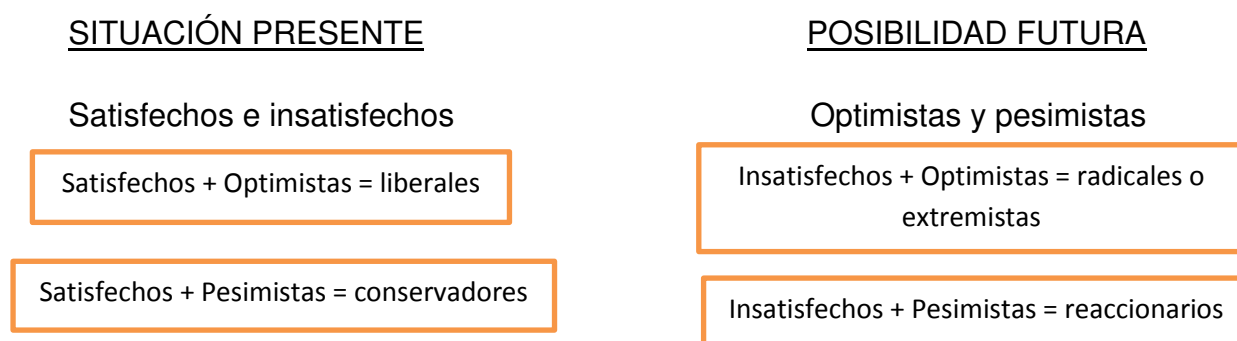 SITUACIÓN PRESENTE
POSIBILIDAD FUTURA
Satisfechos e insatisfechos
Optimistas y pesimistas
Satisfechos + Optimistas = liberales
Insatisfechos + Optimistas = radicales o
extremistas
Satisfechos + Pesimistas = conservadores
Insatisfechos + Pesimistas = reaccionarios